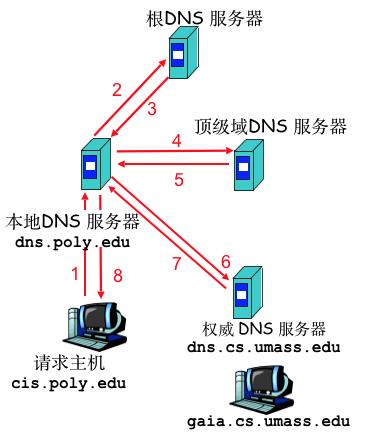 根DNS 服务器
2
3
顶级域DNS 服务器
4
5
本地DNS 服务器
dns.poly.edu
6
7
1
8
权威 DNS 服务器
dns.cs.umass.edu
请求主机
cis.poly.edu
gaia.cs.umass.edu